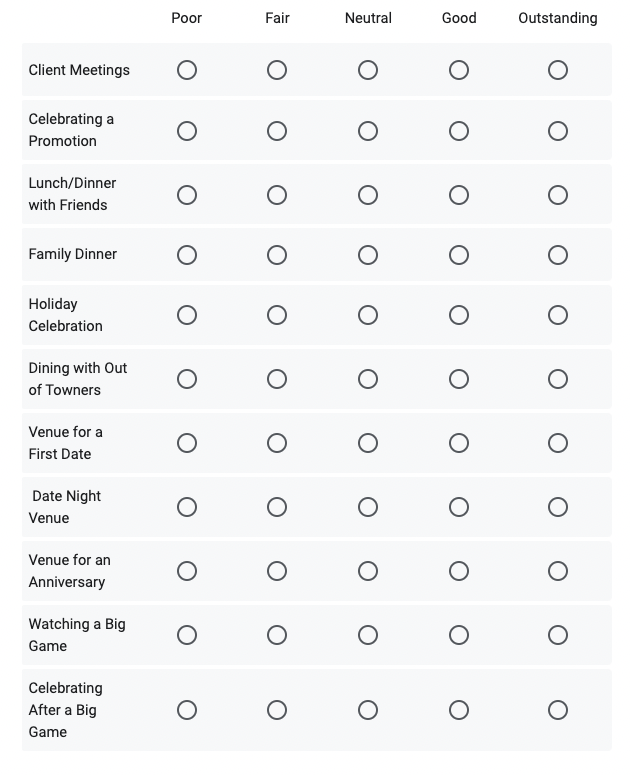 Poor Fair Neutral Good Outstanding
Client Meetings
Celebrating a
Promotion
Lunch/Dinner
with Friends
Family Dinner
Holiday
Celebration
Dining with Out
of Towners
Venue for a
First Date
Date Night
Venue
Venue for an
Anniversary
Watching a Big
Game
Celebrating
After a Big
Game